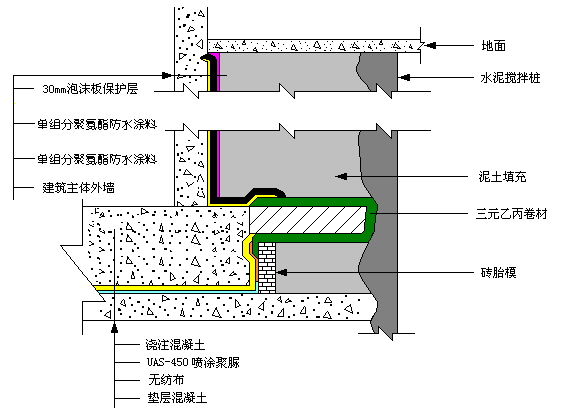 地面
水泥搅拌桩
30mm泡沫板保护层
单组分聚氨酯防水涂料
单组分聚氨酯防水涂料
建筑主体外墙
泥土填充
三元乙丙卷材
砖胎模
浇注混凝土
UAS-450喷涂聚脲
无纺布
垫层混凝土